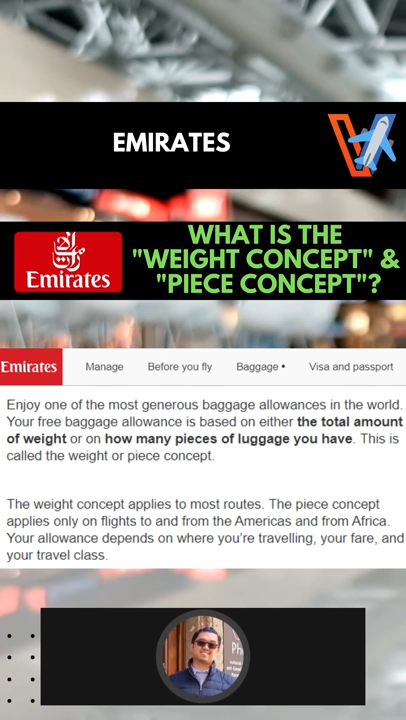 EMIRATES
WHAT IS THE
"WEIGHT CONCEPT" &
"PIECE CONCEPT"?
Emirates
Emirates Manage Before you fly Baggage • Visa and passport
Enjoy one of the most generous baggage allowances in the world.
Your free baggage allowance is based on either the total amount
of weight or on how many pieces of luggage you have. This is
called the weight or piece concept.
The weight concept applies to most routes. The piece concept
applies only on flights to and from the Americas and from Africa.
Your allowance depends on where you're travelling, your fare, and
your travel class.